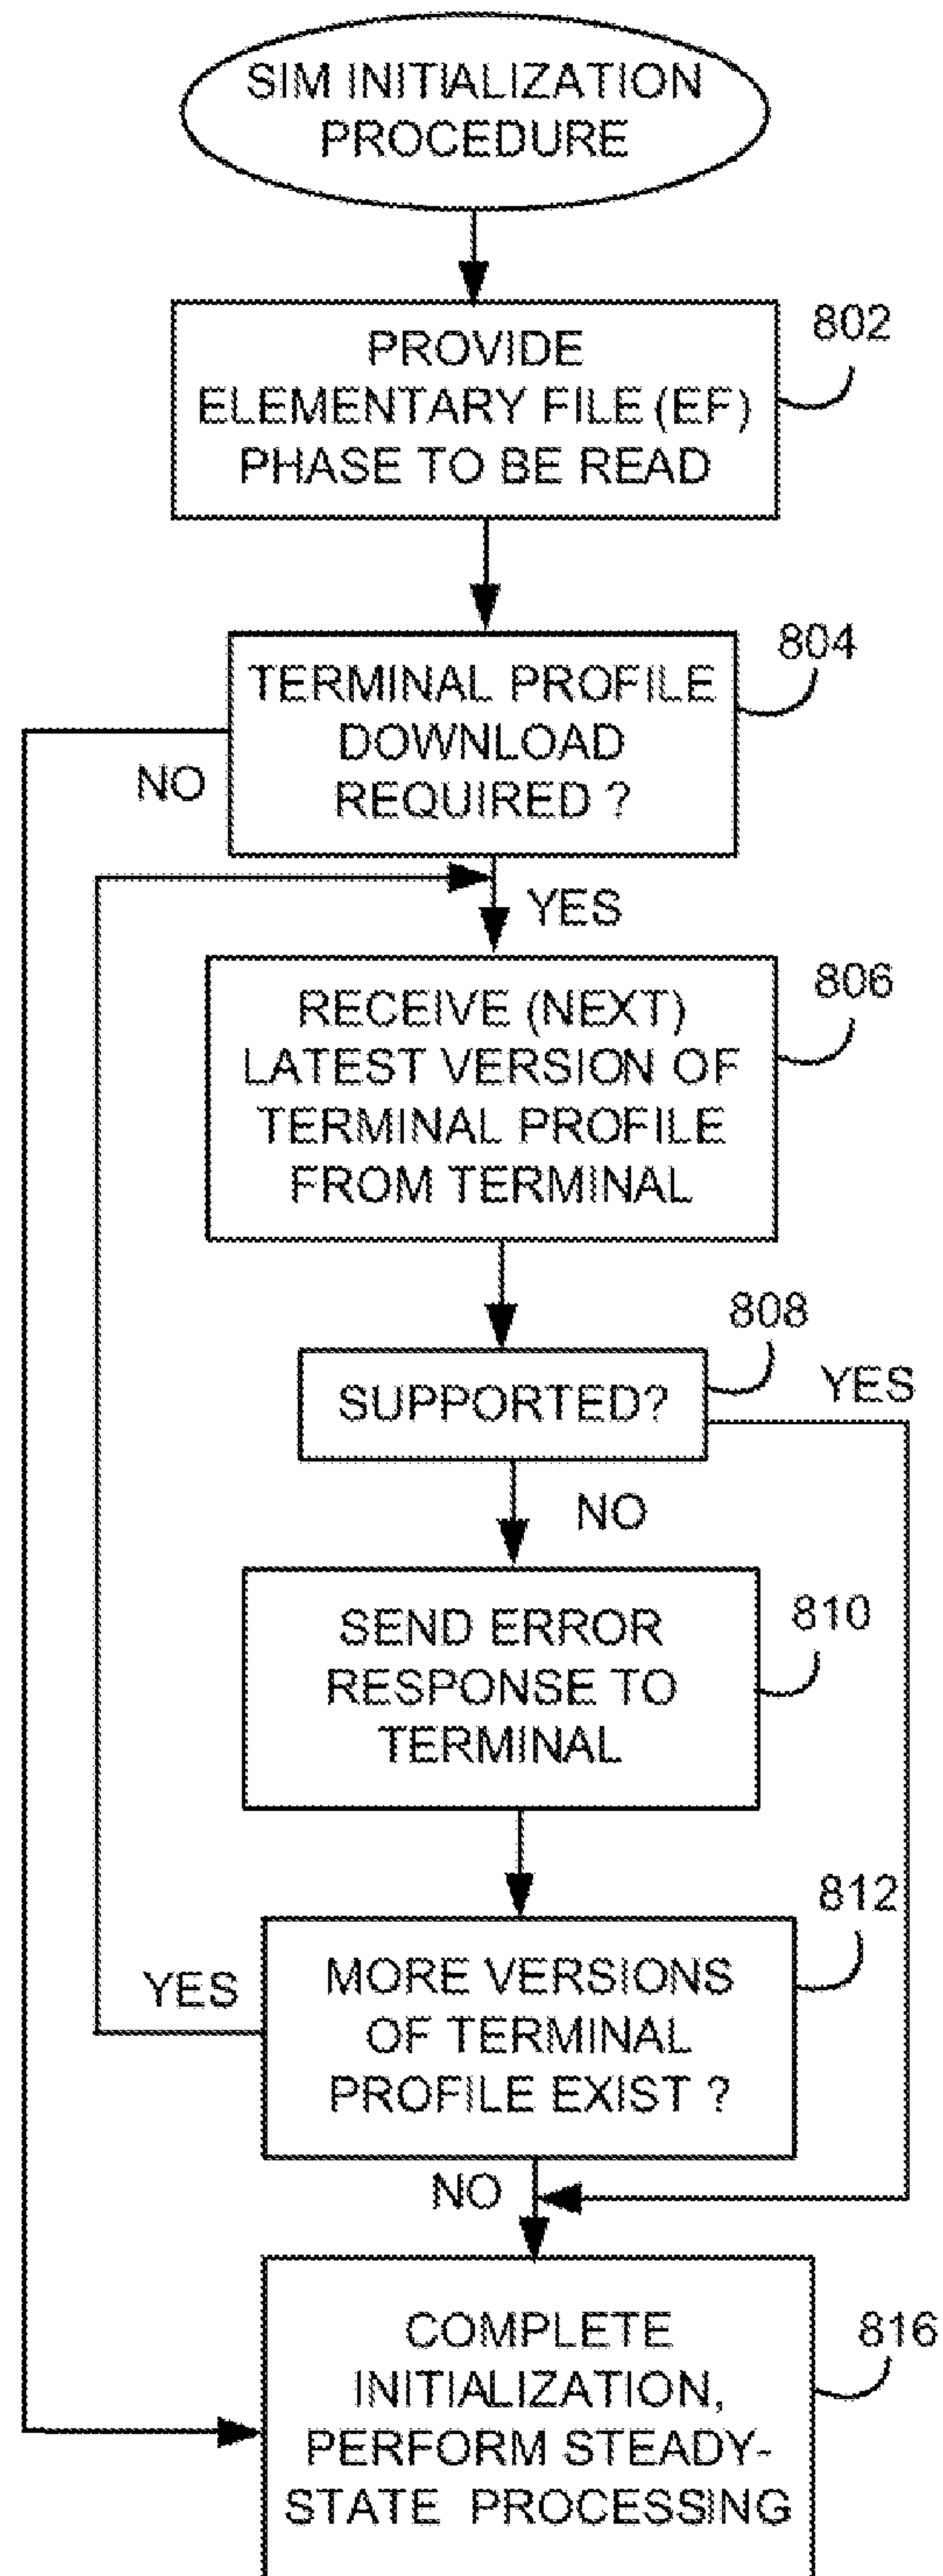 SIM INITIALIZATION
PROCEDURE
PROVIDE
ELEMENTARY FILE (EF)
PHASE TO BE READ
802
TERMINAL PROFILE
DOWNLOAD
REQUIRED ?
804
NO
YES
RECEIVE (NEXT)
LATEST VERSION OF
TERMINAL PROFILE
FROM TERMINAL
806
SUPPORTED?
808
YES
NO
SEND ERROR
RESPONSE TO
TERMINAL
810
MORE VERSIONS
OF TERMINAL
PROFILE EXIST ?
812
YES
NO
COMPLETE
INITIALIZATION,
PERFORM STEADY-
STATE PROCESSING
816